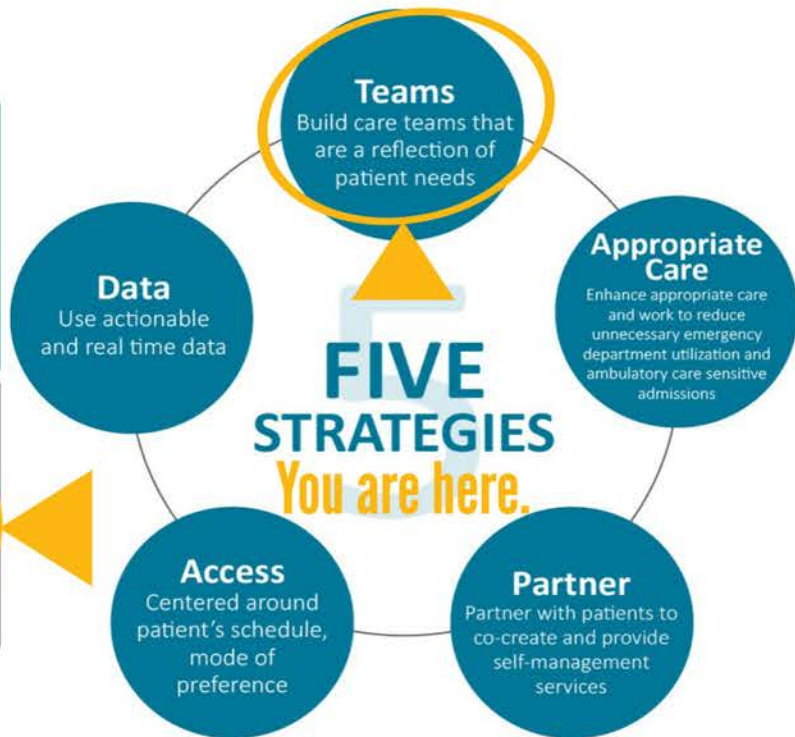 Teams
Build care teams that
are a reflection of
patient needs
Appropriate
Care
Enhance appropriate care
and work to reduce
unnecessary emergency
department utilization and
ambulatory care sensitive
admissions
Partner
Partner with patients to
co-create and provide
self-management
services
Access
Centered around
patient's schedule,
mode of
preference
Data
Use actionable
and real time data
5
FIVE
STRATEGIES
You are here.